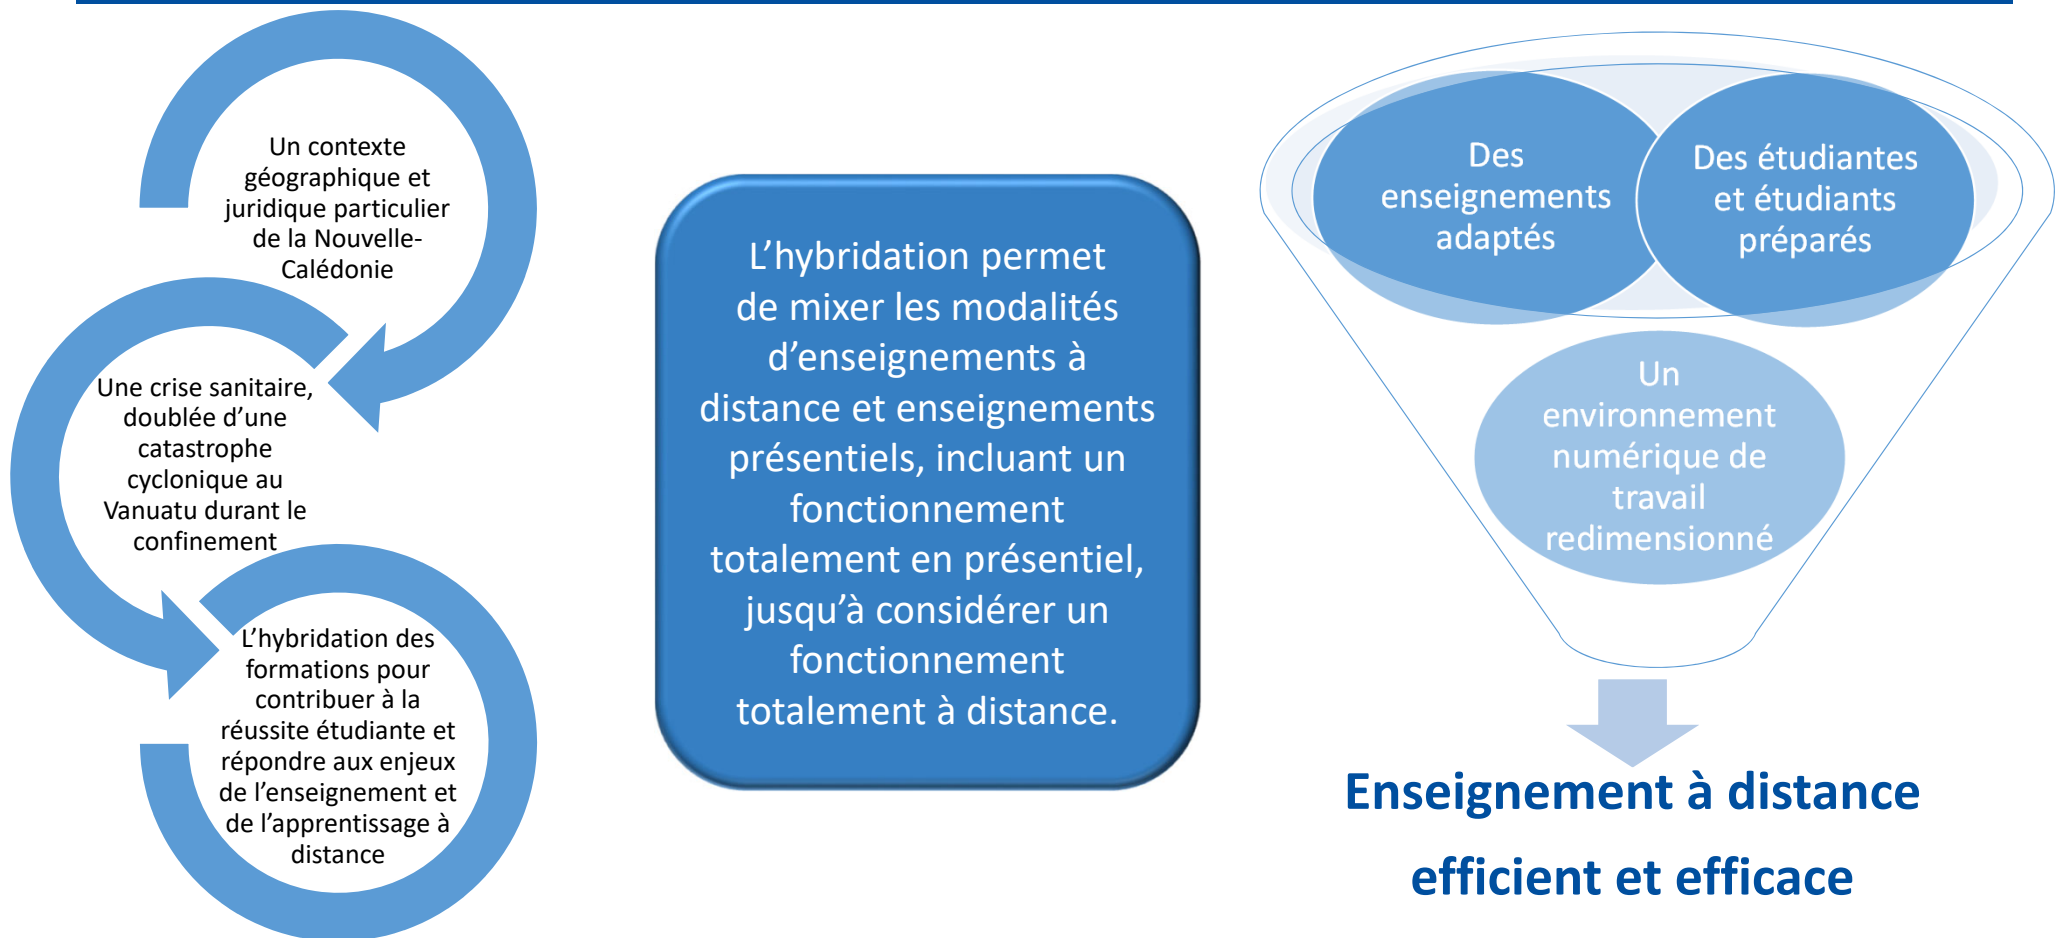 Un contexte
géographique et
juridique particulier
de la Nouvelle-
Calédonie
Une crise sanitaire,
doublée d’une
catastrophe
cyclonique au
Vanuatu durant le
confinement
L’hybridation des
formations pour
contribuer à la
réussite étudiante et
répondre aux enjeux
de l’enseignement et
de l’apprentissage à
distance
L’hybridation permet
de mixer les modalités
d’enseignements à
distance et enseignements
présentiels, incluant un
fonctionnement
totalement en présentiel,
jusqu’à considérer un
fonctionnement
totalement à distance.
Des
enseignements
adaptés
Des étudiantes
et étudiants
préparés
Un
environnement
numérique de
travail
redimensionné
Enseignement à distance
efficient et efficace